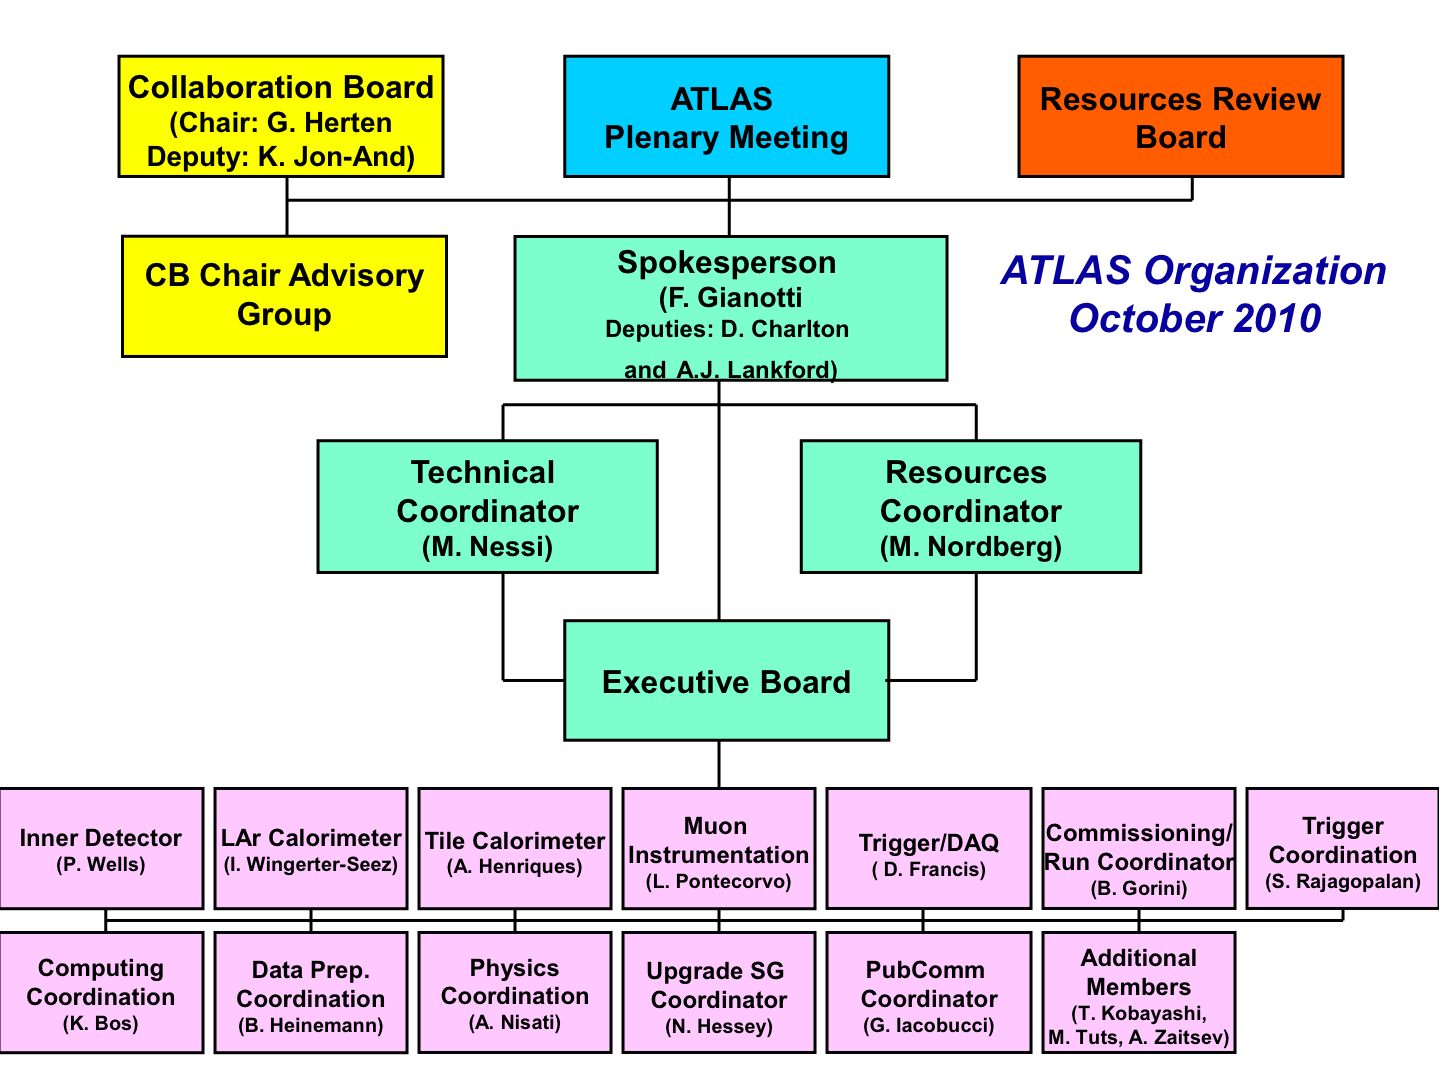 Collaboration Board
(Chair: G. Herten
Deputy: K. Jon-And)
ATLAS
Plenary Meeting
Resources Review
Board
CB Chair Advisory
Group
Spokesperson
(F. Gianotti
Deputies: D. Charlton
and A.J. Lankford)
ATLAS Organization
October 2010
Technical
Coordinator
(M. Nessi)
Resources
Coordinator
(M. Nordberg)
Executive Board
Inner Detector
(P. Wells)
LAr Calorimeter
(I. Wingerter-Seez)
Tile Calorimeter
(A. Henriques)
Muon
Instrumentation
(L. Pontecorvo)
Trigger/DAQ
( D. Francis)
Commissioning/
Run Coordinator
(B. Gorini)
Trigger
Coordination
(S. Rajagopalan)
Computing
Coordination
(K. Bos)
Data Prep.
Coordination
(B. Heinemann)
Physics
Coordination
(A. Nisati)
Upgrade SG
Coordinator
(N. Hessey)
PubComm
Coordinator
(G. Iacobucci)
Additional
Members
(T. Kobayashi,
M. Tuts, A. Zaitsev)